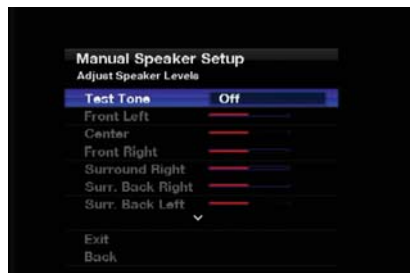 Manual Speaker Setup
Adjust Speaker Levels
Test Tone Off
Front Left
Center
Front Right
Surround Right
Surr. Back Right
Surr. Back Left
Exit
Back